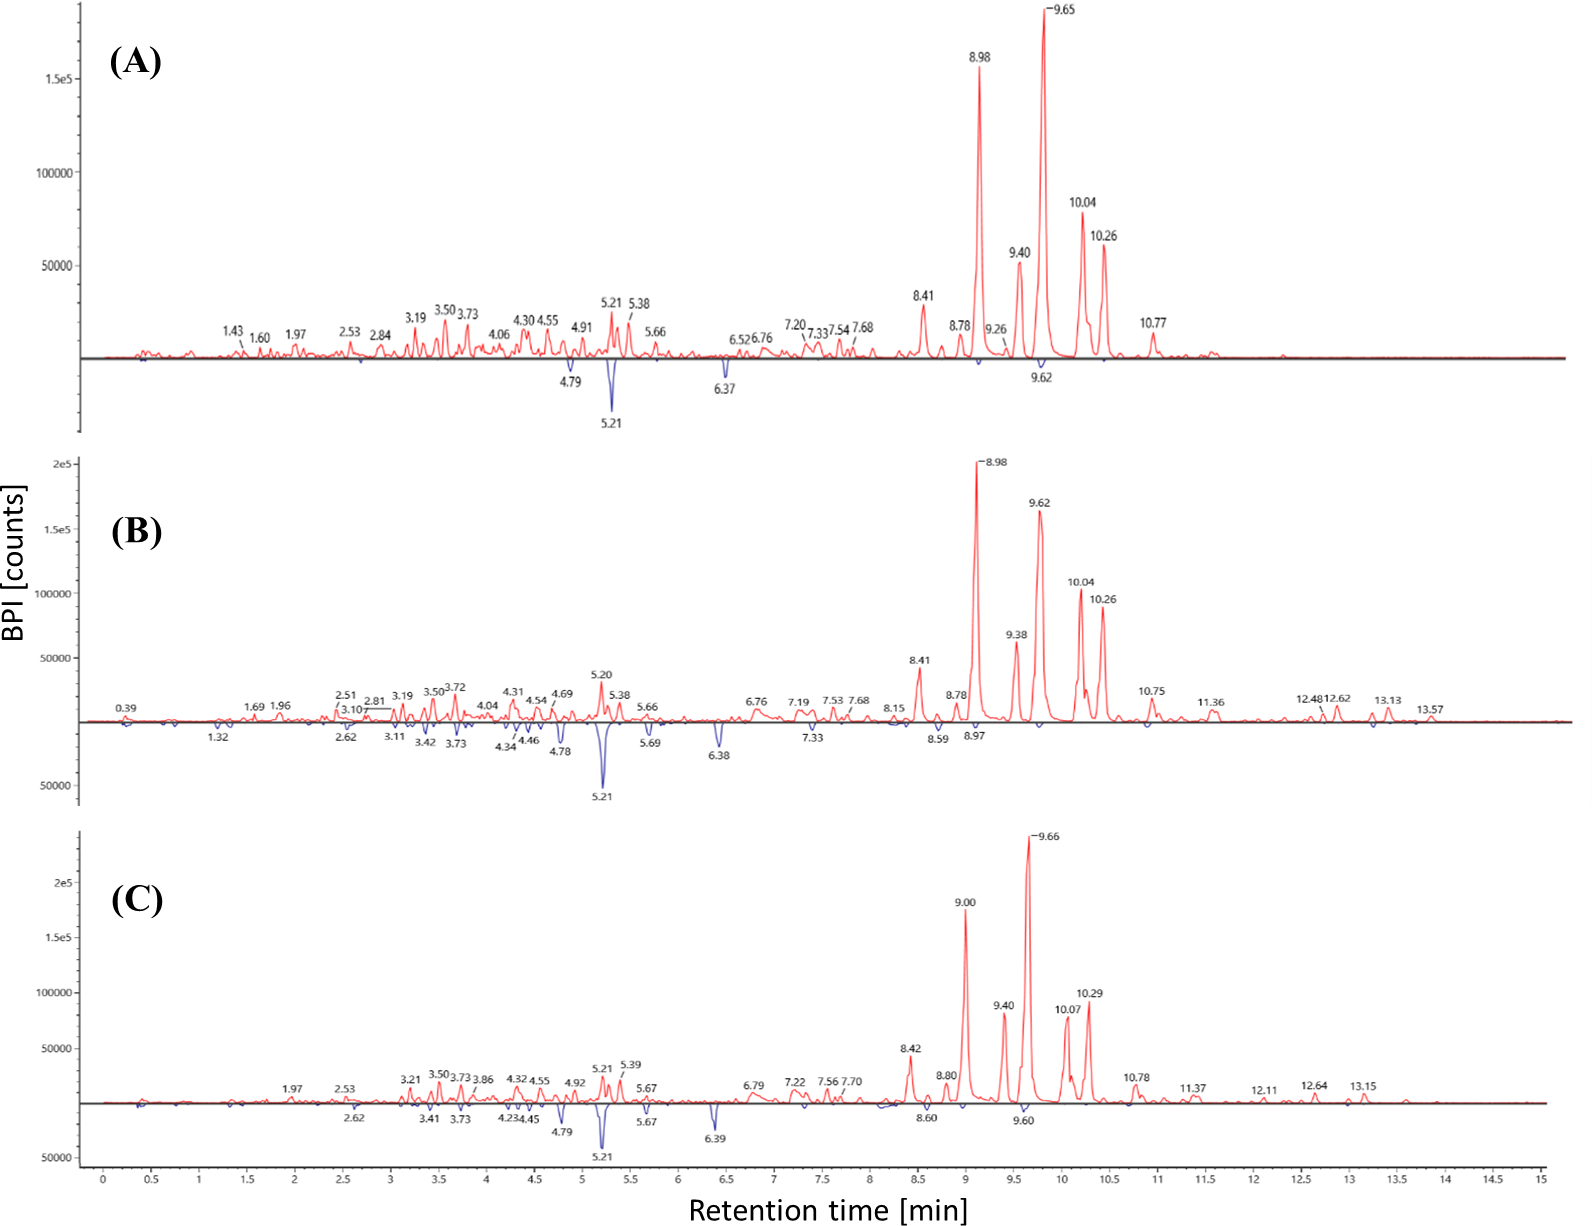 (A)
9.65
8.98
1.5e5
100000
10.04
10.26
9.40
50000
8.41
5.21 5.38
3.50
3.19 3.73
4.30 4.55
1.43 1.60 1.97 2.53 2.84
4.06 4.91 5.66
6.52 6.76 7.20 7.33 7.54 7.68
8.78 9.26 10.77
4.79 6.37 9.62
5.21
BPI [counts]
(B)
2e5 8.98
9.62
1.5e5
100000 10.04
10.26
9.38
50000 8.41
5.20
0.39 1.69 1.96 2.51 3.10 2.81 3.19 3.50 3.72 4.04 4.31 4.54 4.69 5.38 5.66 6.76 7.19 7.53 7.68 8.15 8.78 10.75 11.36 12.48 12.62 13.13 13.57
1.32 2.62 3.11 3.42 3.73 4.34 4.46 4.78 5.69 6.38 7.33 8.59 8.97
50000
5.21
(C)
9.66
2e5
9.00
1.5e5
100000 10.29
9.40 10.07
50000 8.42
5.21 5.39
1.97 2.53 3.21 3.50 3.73 3.86 4.32 4.55 4.92 5.67 6.79 7.22 7.56 7.70 8.80 10.78 11.37 12.11 12.64 13.15
2.62 3.41 3.73 4.23 4.45 4.79 5.67 6.39 8.60 9.60
50000 5.21
0 0.5 1 1.5 2 2.5 3 3.5 4 4.5 5 5.5 6 6.5 7 7.5 8 8.5 9 9.5 10 10.5 11 11.5 12 12.5 13 13.5 14 14.5 15
Retention time [min]